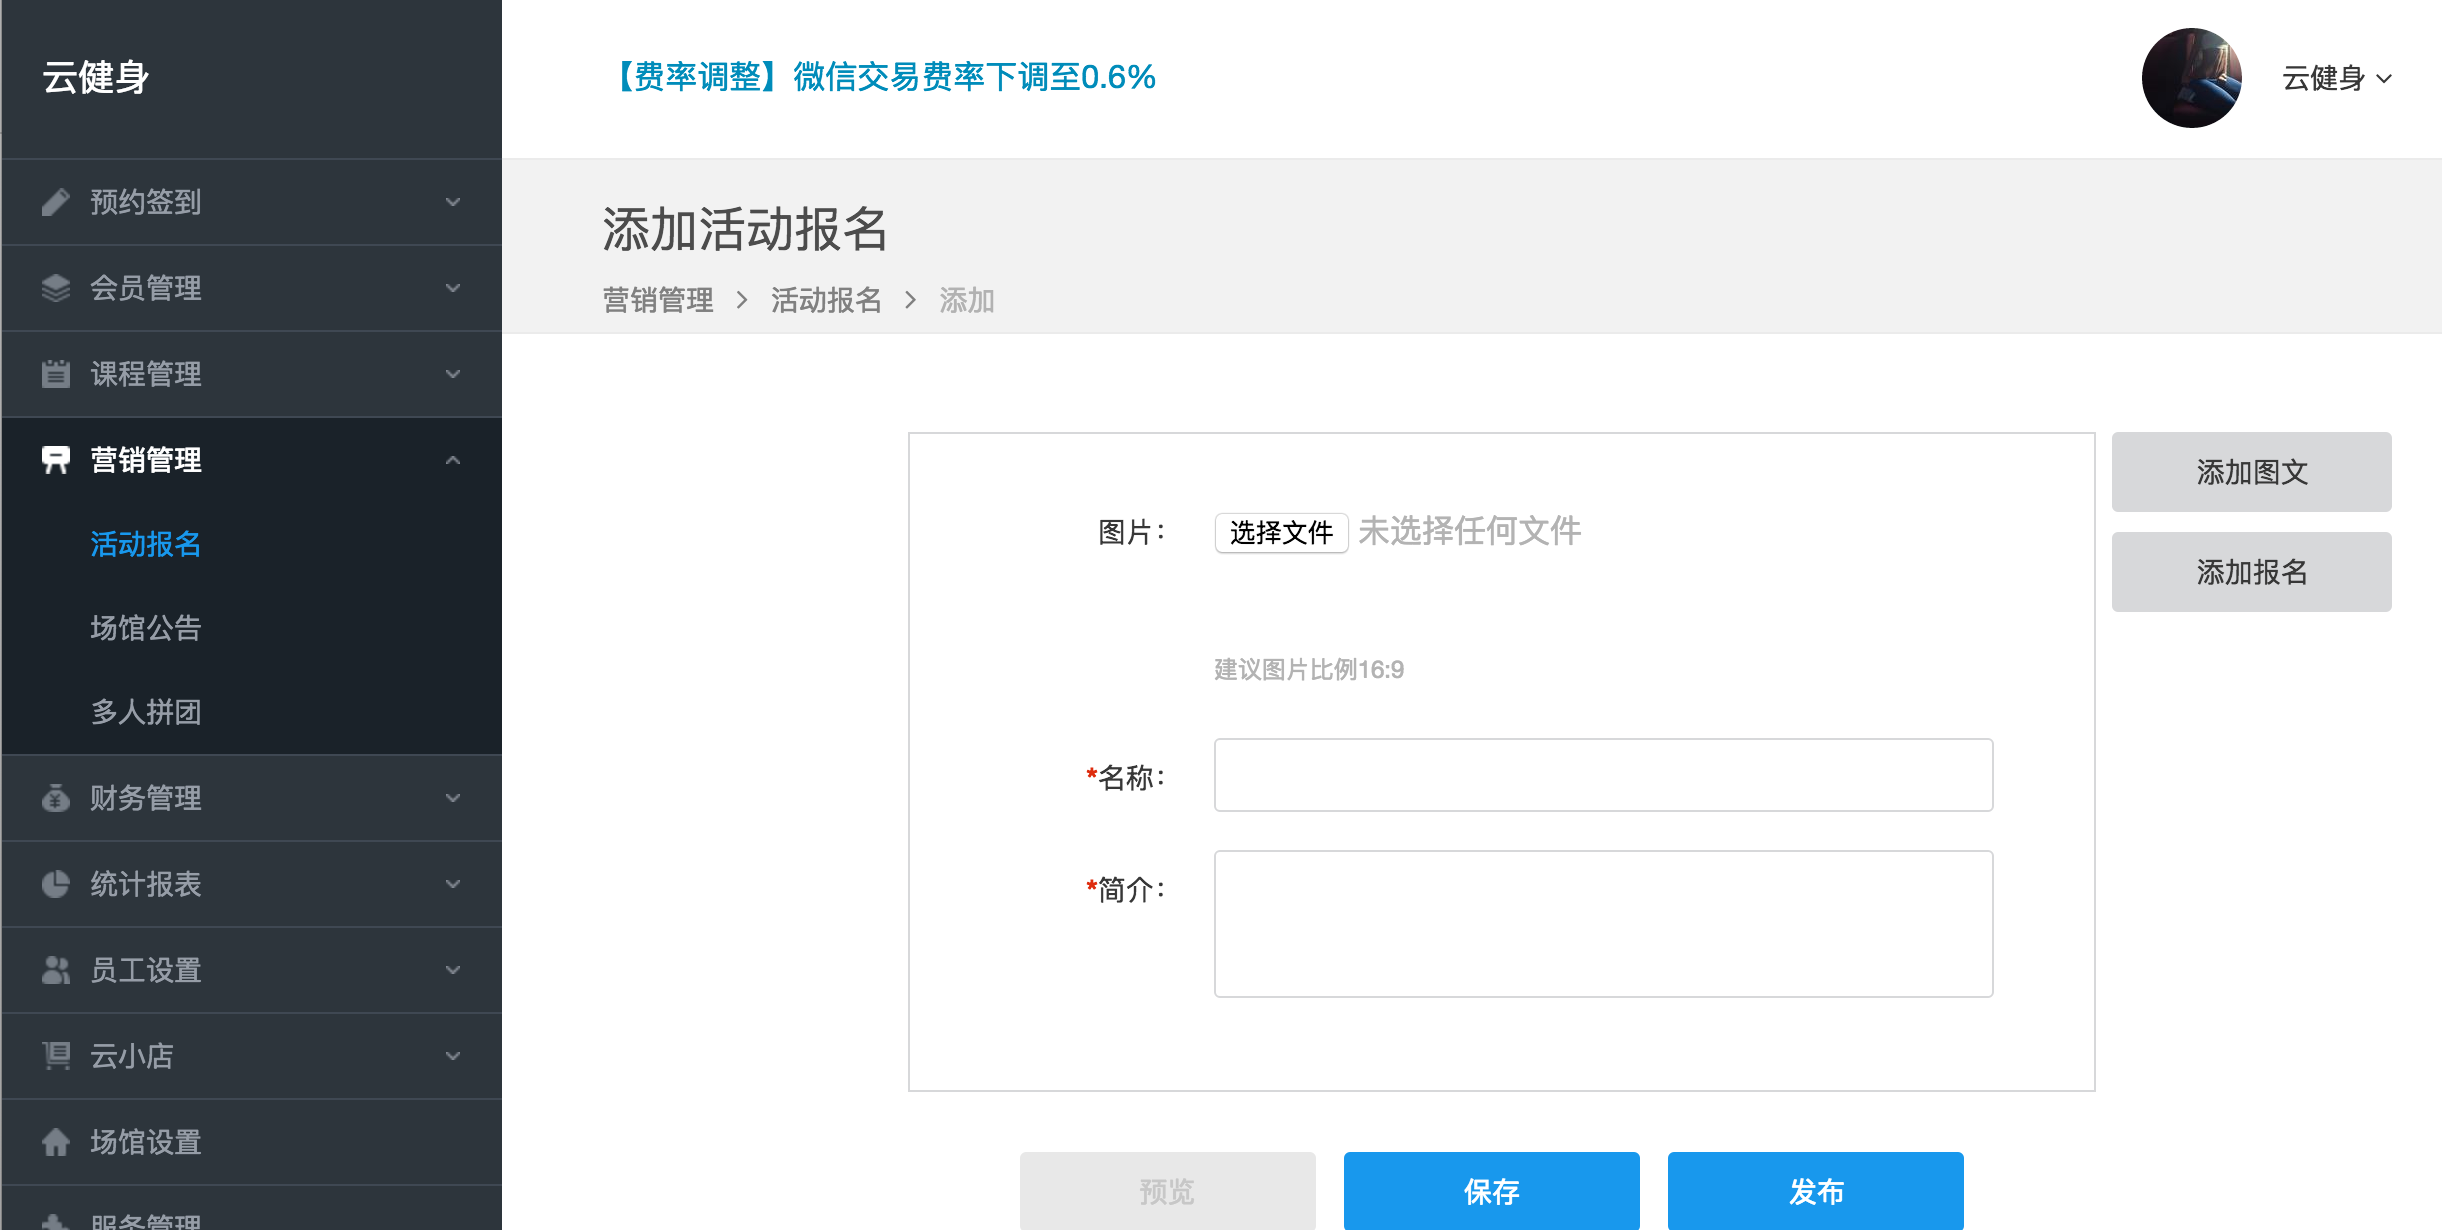 云健身
【费率调整】微信交易费率下调至0.6%
云健身
预约签到
会员管理
课程管理
营销管理
活动报名
场馆公告
多人拼团
财务管理
统计报表
员工设置
云小店
场馆设置
服务管理
添加活动报名
营销管理 > 活动报名 > 添加
图片： 选择文件 未选择任何文件
建议图片比例16:9
*名称：
*简介：
添加图文
添加报名
预览 保存 发布